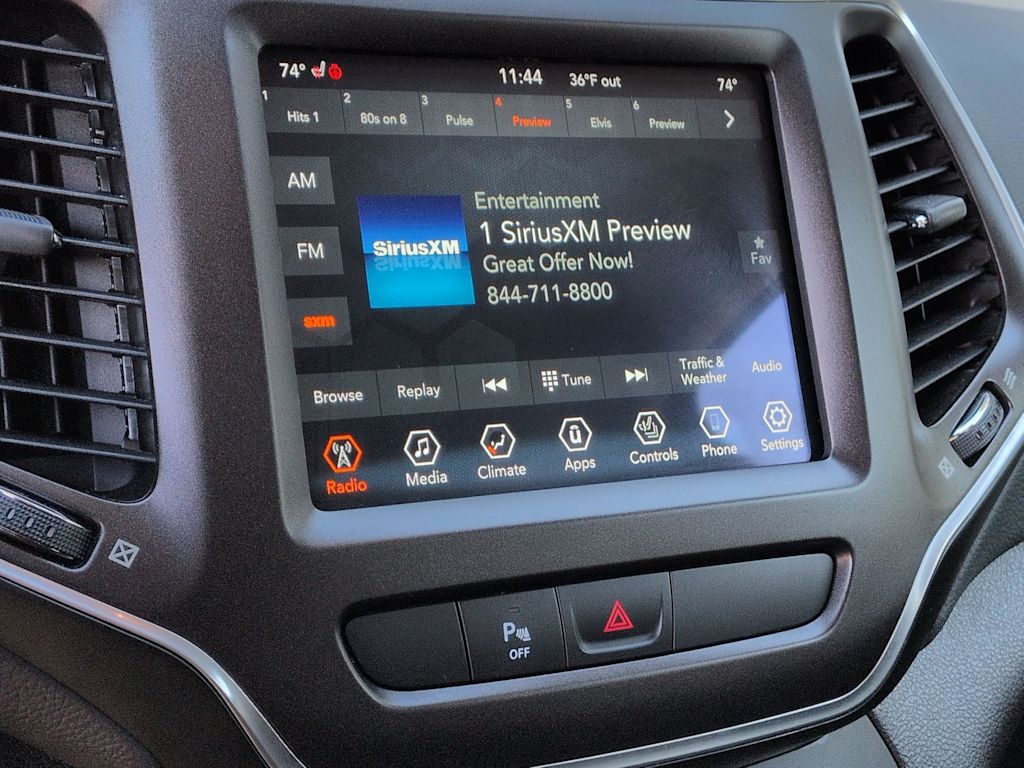 74° 11:44 36°F out 74°
1 Hits 1 2 80s on 8 3 Pulse 4 Preview 5 Elvis 6 Preview
AM
FM
sxm
SiriusXM
Entertainment
1 SiriusXM Preview
Great Offer Now!
844-711-8800
Fav
Browse Replay Tune Traffic & Weather Audio
Radio Media Climate Apps Controls Phone Settings
P
OFF